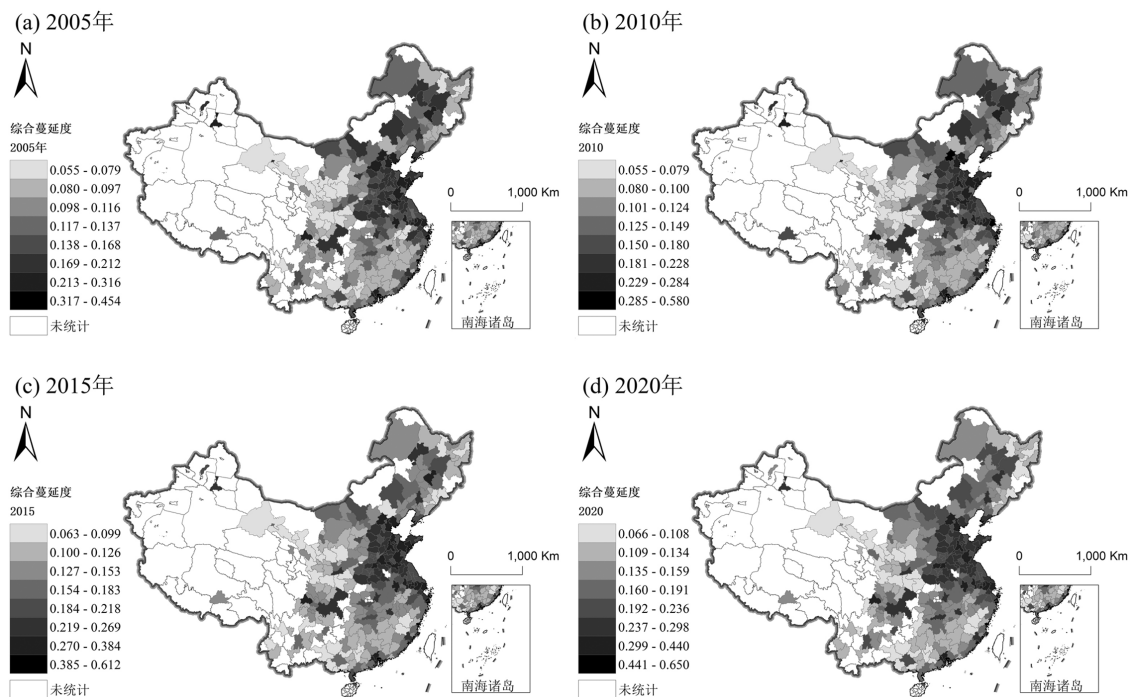 (a) 2005年
N
综合蔓延度
2005年
0.055 - 0.079
0.080 - 0.097
0.098 - 0.116
0.117 - 0.137
0.138 - 0.168
0.169 - 0.212
0.213 - 0.316
0.317 - 0.454
未统计
0 1,000 Km
南海诸岛
(b) 2010年
N
综合蔓延度
2010
0.055 - 0.079
0.080 - 0.100
0.101 - 0.124
0.125 - 0.149
0.150 - 0.180
0.181 - 0.228
0.229 - 0.284
0.285 - 0.580
未统计
0 1,000 Km
南海诸岛
(c) 2015年
N
综合蔓延度
2015
0.063 - 0.099
0.100 - 0.126
0.127 - 0.153
0.154 - 0.183
0.184 - 0.218
0.219 - 0.269
0.270 - 0.384
0.385 - 0.612
未统计
0 1,000 Km
南海诸岛
(d) 2020年
N
综合蔓延度
2020
0.066 - 0.108
0.109 - 0.134
0.135 - 0.159
0.160 - 0.191
0.192 - 0.236
0.237 - 0.298
0.299 - 0.440
0.441 - 0.650
未统计
0 1,000 Km
南海诸岛